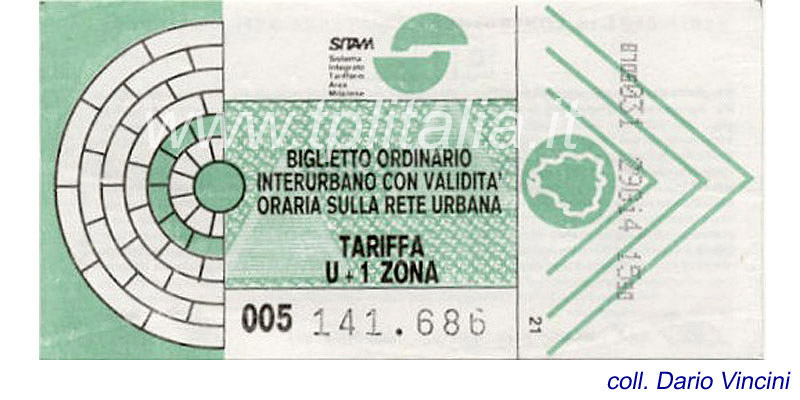 SITAM
Sistema
Integrato
Tariffario
Area
Milanese
www.tplitalia.it
BIGLIETTO ORDINARIO
INTERURBANO CON VALIDITA'
ORARIA SULLA RETE URBANA
TARIFFA
U+1 ZONA
005 141.686
21
coll. Dario Vincini